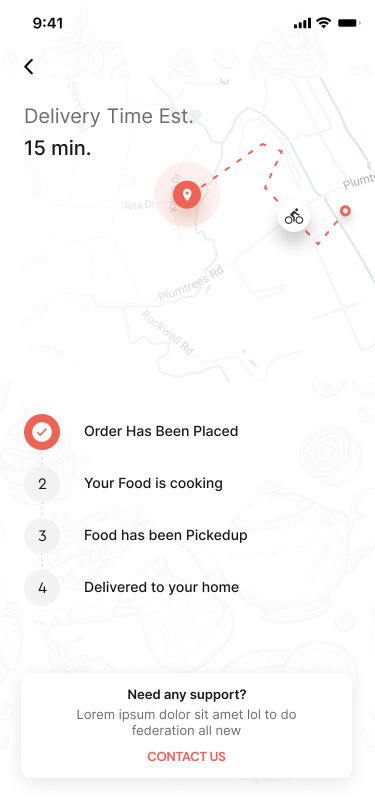 9:41
Delivery Time Est.
15 min.
Rita Dr
Plumtrees Rd
Rockwell Rd
Order Has Been Placed
2
Your Food is cooking
3
Food has been Pickedup
4
Delivered to your home
Need any support?
Lorem ipsum dolor sit amet lol to do
federation all new
CONTACT US